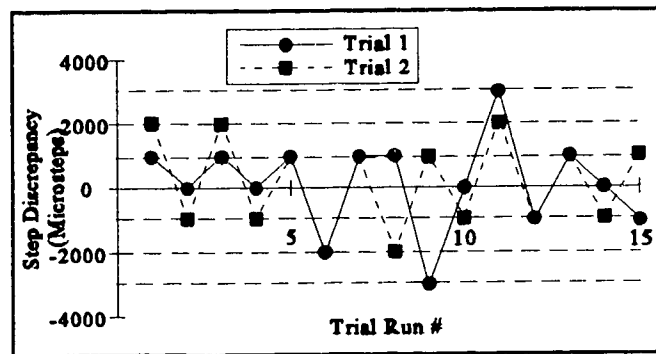 Trial 1
Trial 2
4000
2000
0
-2000
-4000
Step Discrepancy
(Microsteps)
5
10
15
Trial Run #